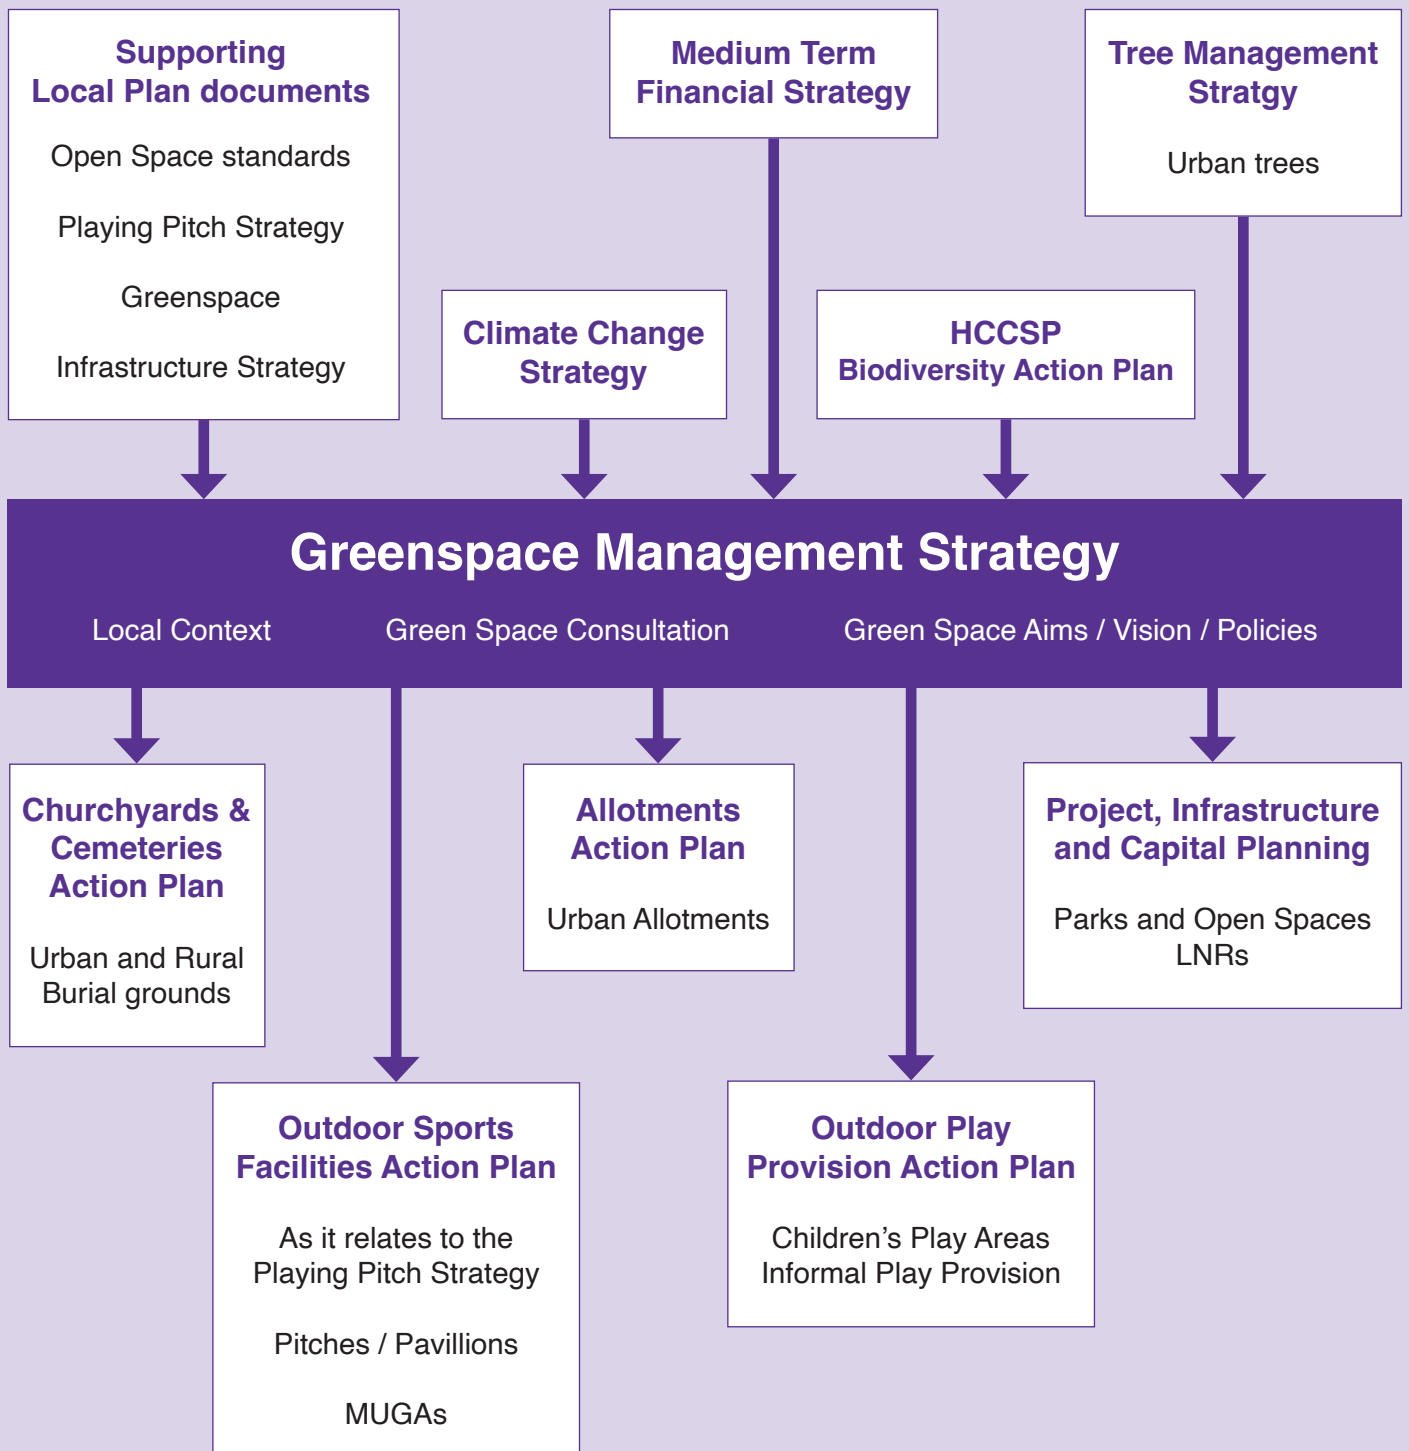 Supporting
Local Plan documents
Open Space standards
Playing Pitch Strategy
Greenspace
Infrastructure Strategy
Medium Term
Financial Strategy
Tree Management
Stratgy
Urban trees
Climate Change
Strategy
HCCSP
Biodiversity Action Plan
Greenspace Management Strategy
Local Context
Green Space Consultation
Green Space Aims / Vision / Policies
Churchyards &
Cemeteries
Action Plan
Urban and Rural
Burial grounds
Allotments
Action Plan
Urban Allotments
Project, Infrastructure
and Capital Planning
Parks and Open Spaces
LNRs
Outdoor Sports
Facilities Action Plan
As it relates to the
Playing Pitch Strategy
Pitches / Pavillions
MUGAs
Outdoor Play
Provision Action Plan
Children’s Play Areas
Informal Play Provision